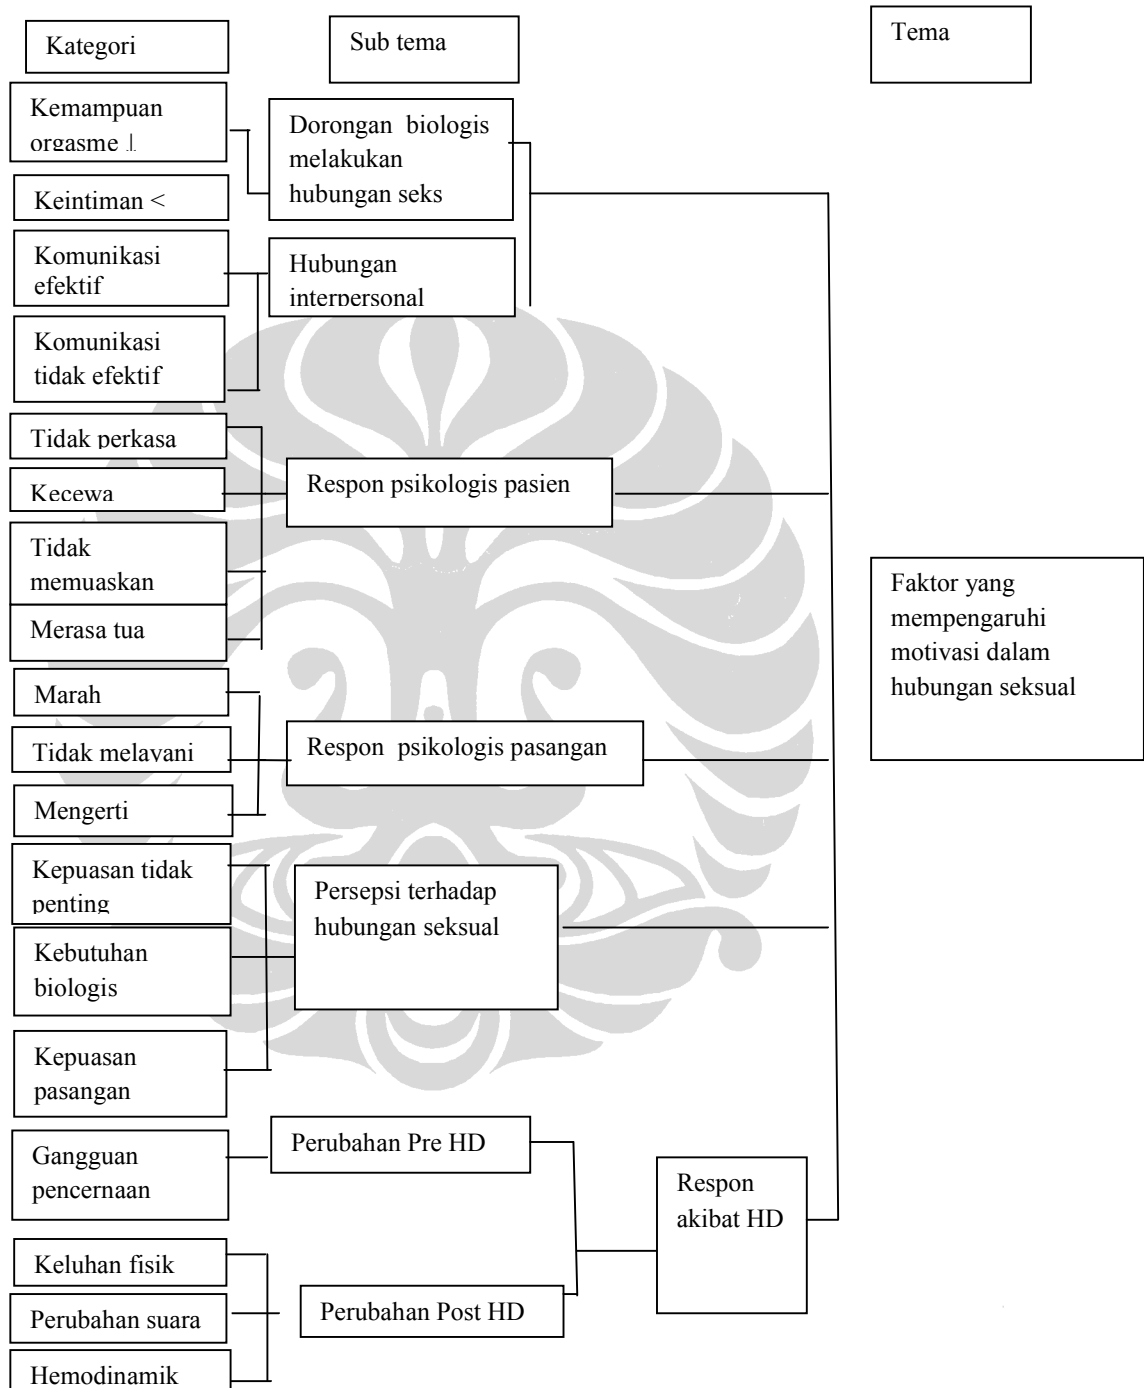 Kategori
Sub tema
Tema
Kemampuan
orgasme ↓
Keintiman <
Komunikasi
efektif
Komunikasi
tidak efektif
Tidak perkasa
Kecewa
Tidak
memuaskan
Merasa tua
Marah
Tidak melayani
Mengerti
Kepuasan tidak
penting
Kebutuhan
biologis
Kepuasan
pasangan
Gangguan
pencernaan
Keluhan fisik
Perubahan suara
Hemodinamik
Dorongan biologis
melakukan
hubungan seks
Hubungan
interpersonal
Respon psikologis pasien
Respon psikologis pasangan
Persepsi terhadap
hubungan seksual
Perubahan Pre HD
Perubahan Post HD
Respon
akibat HD
Faktor yang
mempengaruhi
motivasi dalam
hubungan seksual